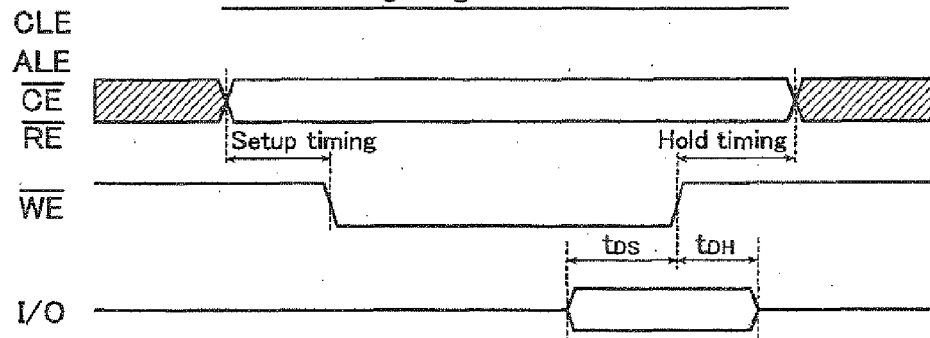 CLE
ALE
CE
RE
Setup timing
Hold timing
WE
tDS
tDH
I/O